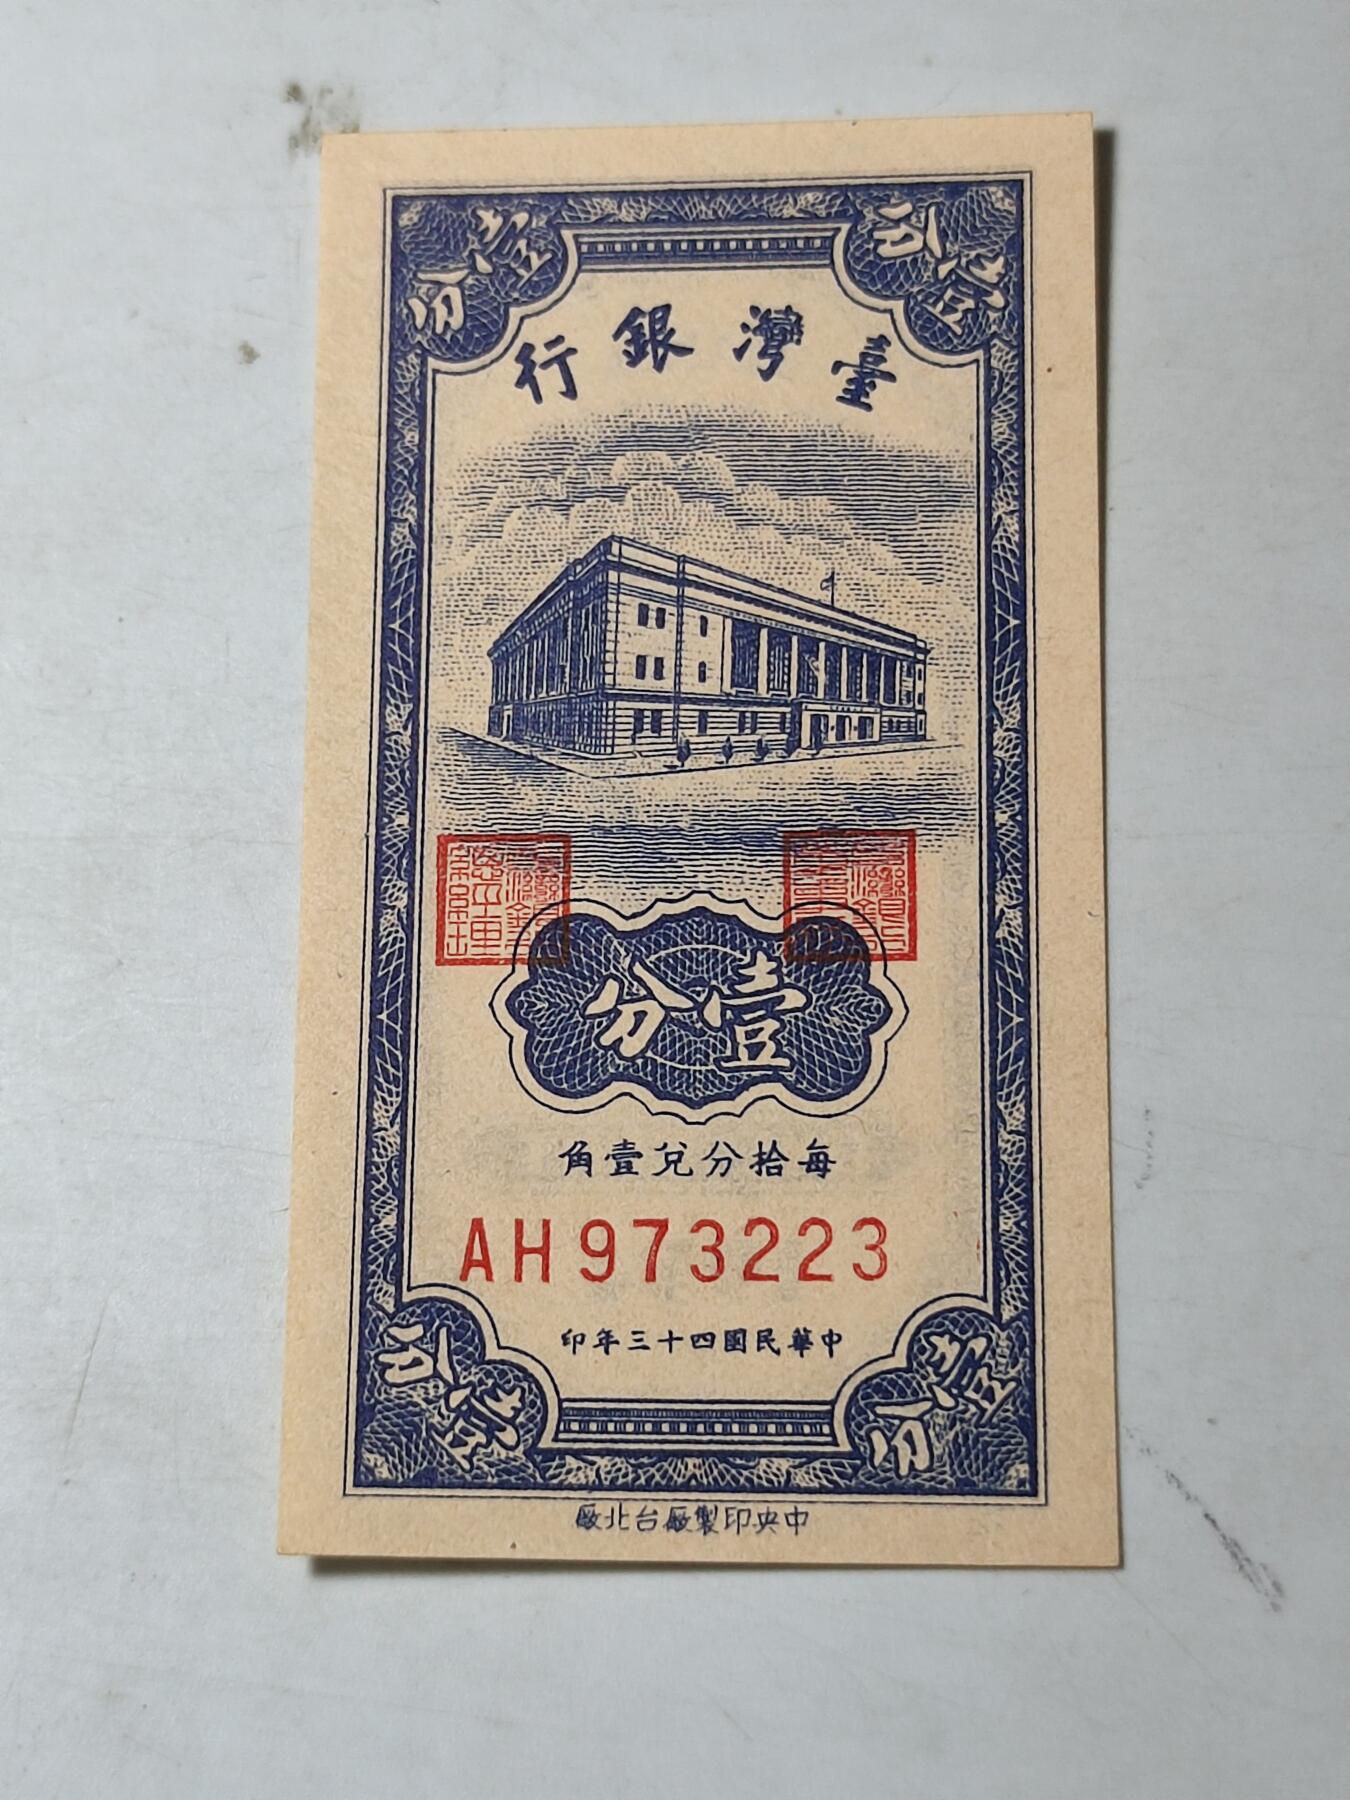 壹分
壹分
臺灣銀行
壹分
每拾分兌壹角
AH973223
中華民國四十三年印
壹分
壹分
中央印製廠台北廠